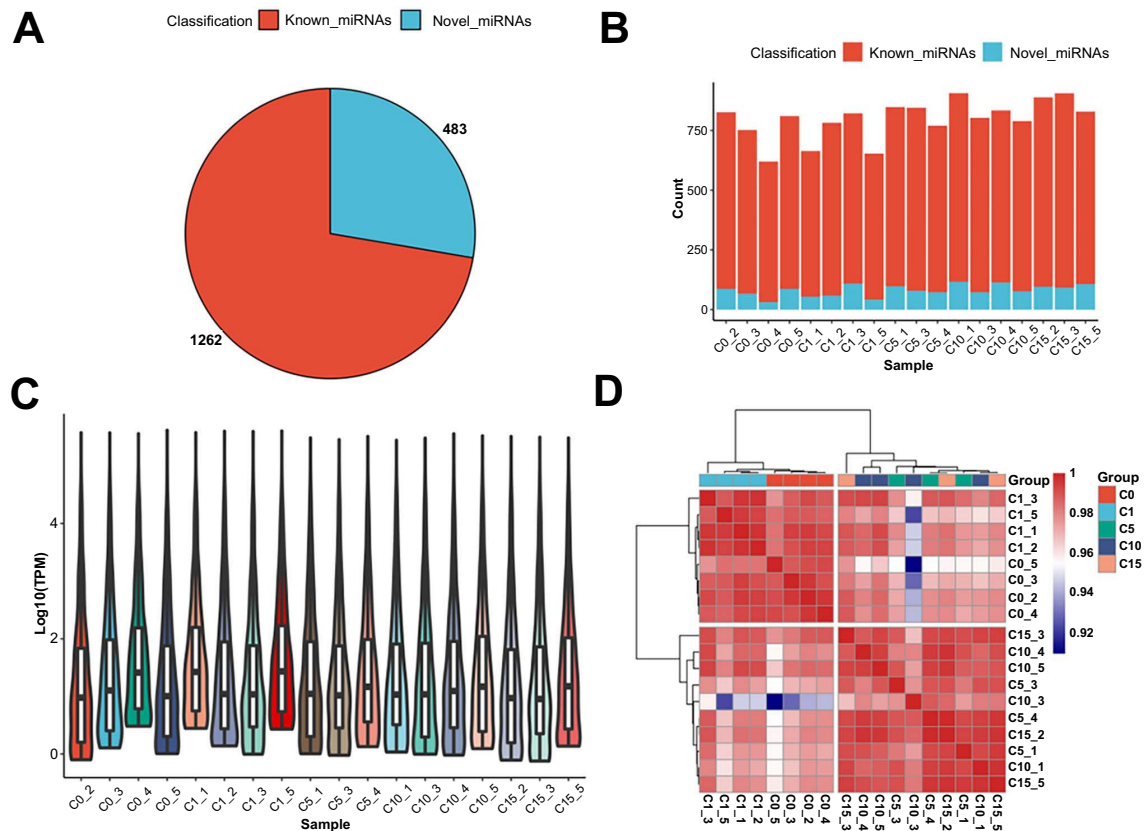 A
Classification Known_miRNAs Novel_miRNAs
483
1262
B
Classification Known_miRNAs Novel_miRNAs
Count
750
500
250
0
C0_2 C0_3 C0_4 C0_5 C1_1 C1_2 C1_3 C1_5 C5_1 C5_3 C5_4 C10_1 C10_3 C10_4 C10_5 C15_2 C15_3 C15_5
Sample
C
Log10(TPM)
4
2
0
C0_2 C0_3 C0_4 C0_5 C1_1 C1_2 C1_3 C1_5 C5_1 C5_3 C5_4 C10_1 C10_3 C10_4 C10_5 C15_2 C15_3 C15_5
Sample
D
Group
C1_3
C1_5
C1_1
C1_2
C0_5
C0_3
C0_2
C0_4
C15_3
C10_4
C10_5
C5_3
C10_3
C5_4
C15_2
C5_1
C10_1
C15_5
C1_3 C1_5 C1_1 C1_2 C0_5 C0_3 C0_2 C0_4 C15_3 C10_4 C10_5 C5_3 C10_3 C5_4 C15_2 C5_1 C10_1 C15_5
1
0.98
0.96
0.94
0.92
Group
C0
C1
C5
C10
C15